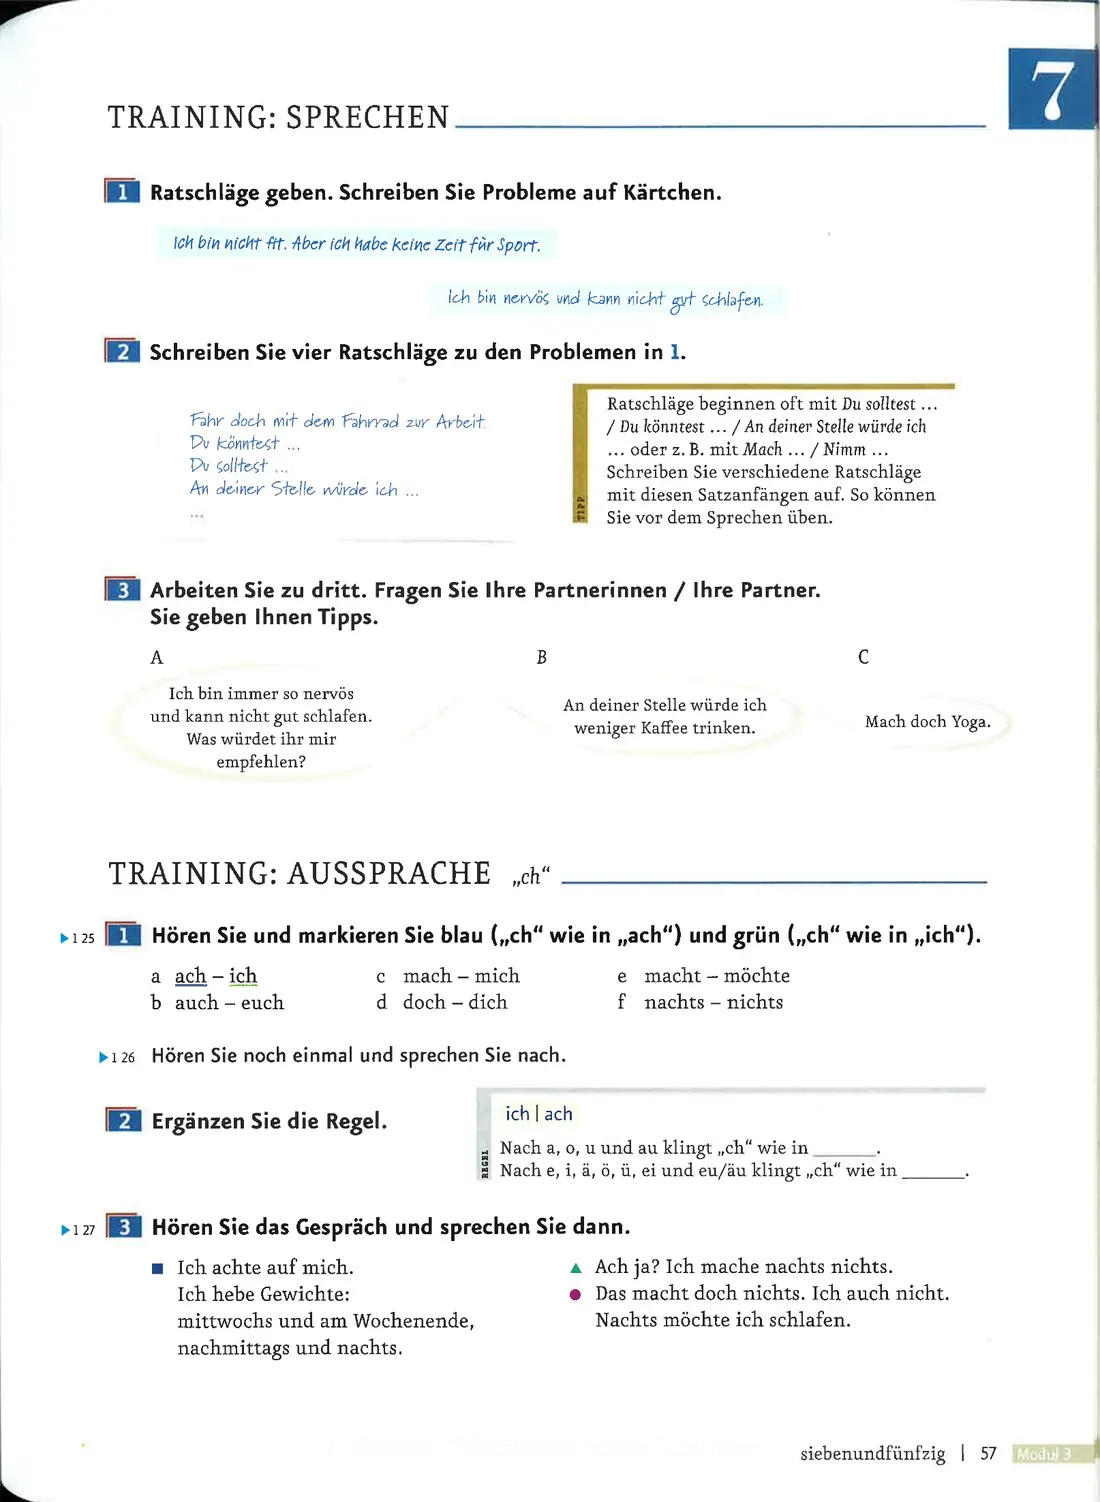 7
TRAINING: SPRECHEN
1 Ratschläge geben. Schreiben Sie Probleme auf Kärtchen.
Ich bin nicht fit. Aber ich habe keine Zeit für Sport.
Ich bin nervös und kann nicht gut schlafen.
2 Schreiben Sie vier Ratschläge zu den Problemen in 1.
Fahr doch mit dem Fahrrad zur Arbeit.
Du könntest ...
Du solltest ...
An deiner Stelle würde ich ...
...
TIPP
Ratschläge beginnen oft mit Du solltest ...
/ Du könntest ... / An deiner Stelle würde ich
... oder z. B. mit Mach ... / Nimm ...
Schreiben Sie verschiedene Ratschläge
mit diesen Satzanfängen auf. So können
Sie vor dem Sprechen üben.
3 Arbeiten Sie zu dritt. Fragen Sie Ihre Partnerinnen / Ihre Partner.
Sie geben Ihnen Tipps.
A
Ich bin immer so nervös
und kann nicht gut schlafen.
Was würdet ihr mir
empfehlen?
B
An deiner Stelle würde ich
weniger Kaffee trinken.
C
Mach doch Yoga.
TRAINING: AUSSPRACHE „ch“
▶ 1 25 1 Hören Sie und markieren Sie blau („ch“ wie in „ach“) und grün („ch“ wie in „ich“).
a ach – ich
b auch – euch
c mach – mich
d doch – dich
e macht – möchte
f nachts – nichts
▶ 1 26 Hören Sie noch einmal und sprechen Sie nach.
2 Ergänzen Sie die Regel.
REGEL
ich | ach
Nach a, o, u und au klingt „ch“ wie in ______.
Nach e, i, ä, ö, ü, ei und eu/äu klingt „ch“ wie in ______.
▶ 1 27 3 Hören Sie das Gespräch und sprechen Sie dann.
■ Ich achte auf mich.
Ich hebe Gewichte:
mittwochs und am Wochenende,
nachmittags und nachts.
▲ Ach ja? Ich mache nachts nichts.
● Das macht doch nichts. Ich auch nicht.
Nachts möchte ich schlafen.
siebenundfünfzig | 57 Modul 3